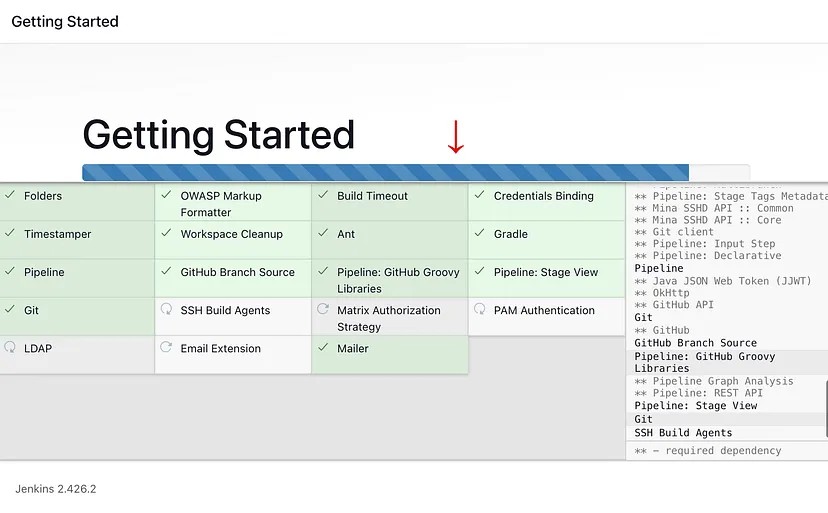 Getting Started
Getting Started
Folders
OWASP Markup
Formatter
Build Timeout
Credentials Binding
Timestamper
Workspace Cleanup
Ant
Gradle
Pipeline
GitHub Branch Source
Pipeline: GitHub Groovy
Libraries
Pipeline: Stage View
Git
SSH Build Agents
Matrix Authorization
Strategy
PAM Authentication
LDAP
Email Extension
Mailer
** Pipeline: Stage Tags Metadata
** Mina SSHD API :: Common
** Mina SSHD API :: Core
** Git client
** Pipeline: Input Step
** Pipeline: Declarative
Pipeline
** Java JSON Web Token (JJWT)
** OkHttp
** GitHub API
Git
** GitHub
GitHub Branch Source
Pipeline: GitHub Groovy
Libraries
** Pipeline Graph Analysis
** Pipeline: REST API
Pipeline: Stage View
Git
SSH Build Agents
** - required dependency
Jenkins 2.426.2